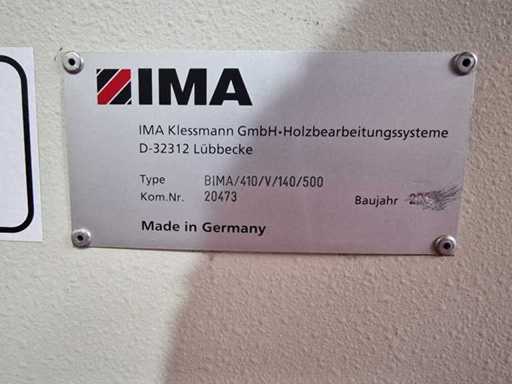 IMA
IMA Klessmann GmbH•Holzbearbeitungssysteme
D-32312 Lübbecke
Type BIMA/410/V/140/500
Kom.Nr. 20473
Baujahr
Made in Germany